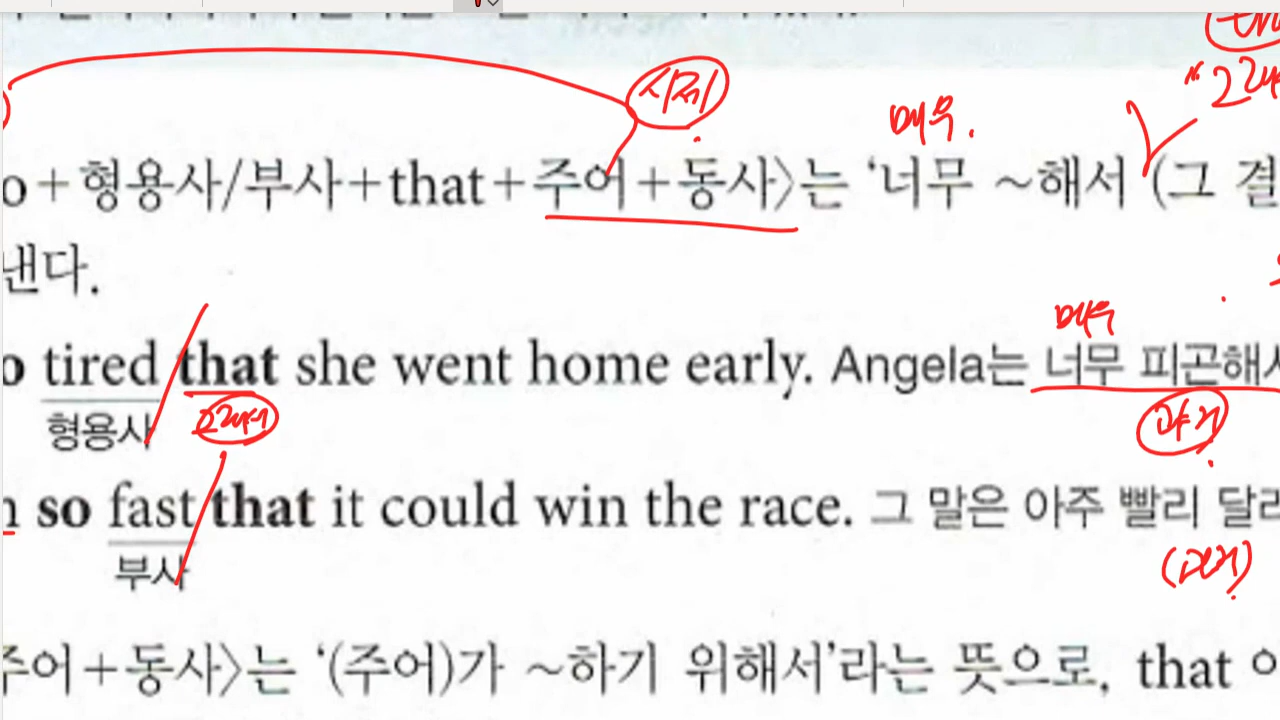 시제
매우.
o+형용사/부사+that+주어+동사〉는 ‘너무 ~해서 (그 결
낸다.
매우
o tired that she went home early. Angela는 너무 피곤해서
형용사
그래서
과거
n so fast that it could win the race. 그 말은 아주 빨리 달려
부사
(과거)
주어+동사〉는 ‘(주어)가 ~하기 위해서’라는 뜻으로, that 이